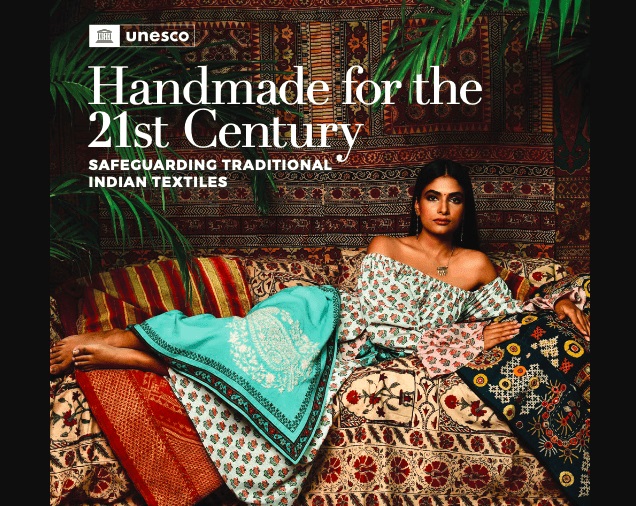 unesco
Handmade for the
21st Century
SAFEGUARDING TRADITIONAL
INDIAN TEXTILES